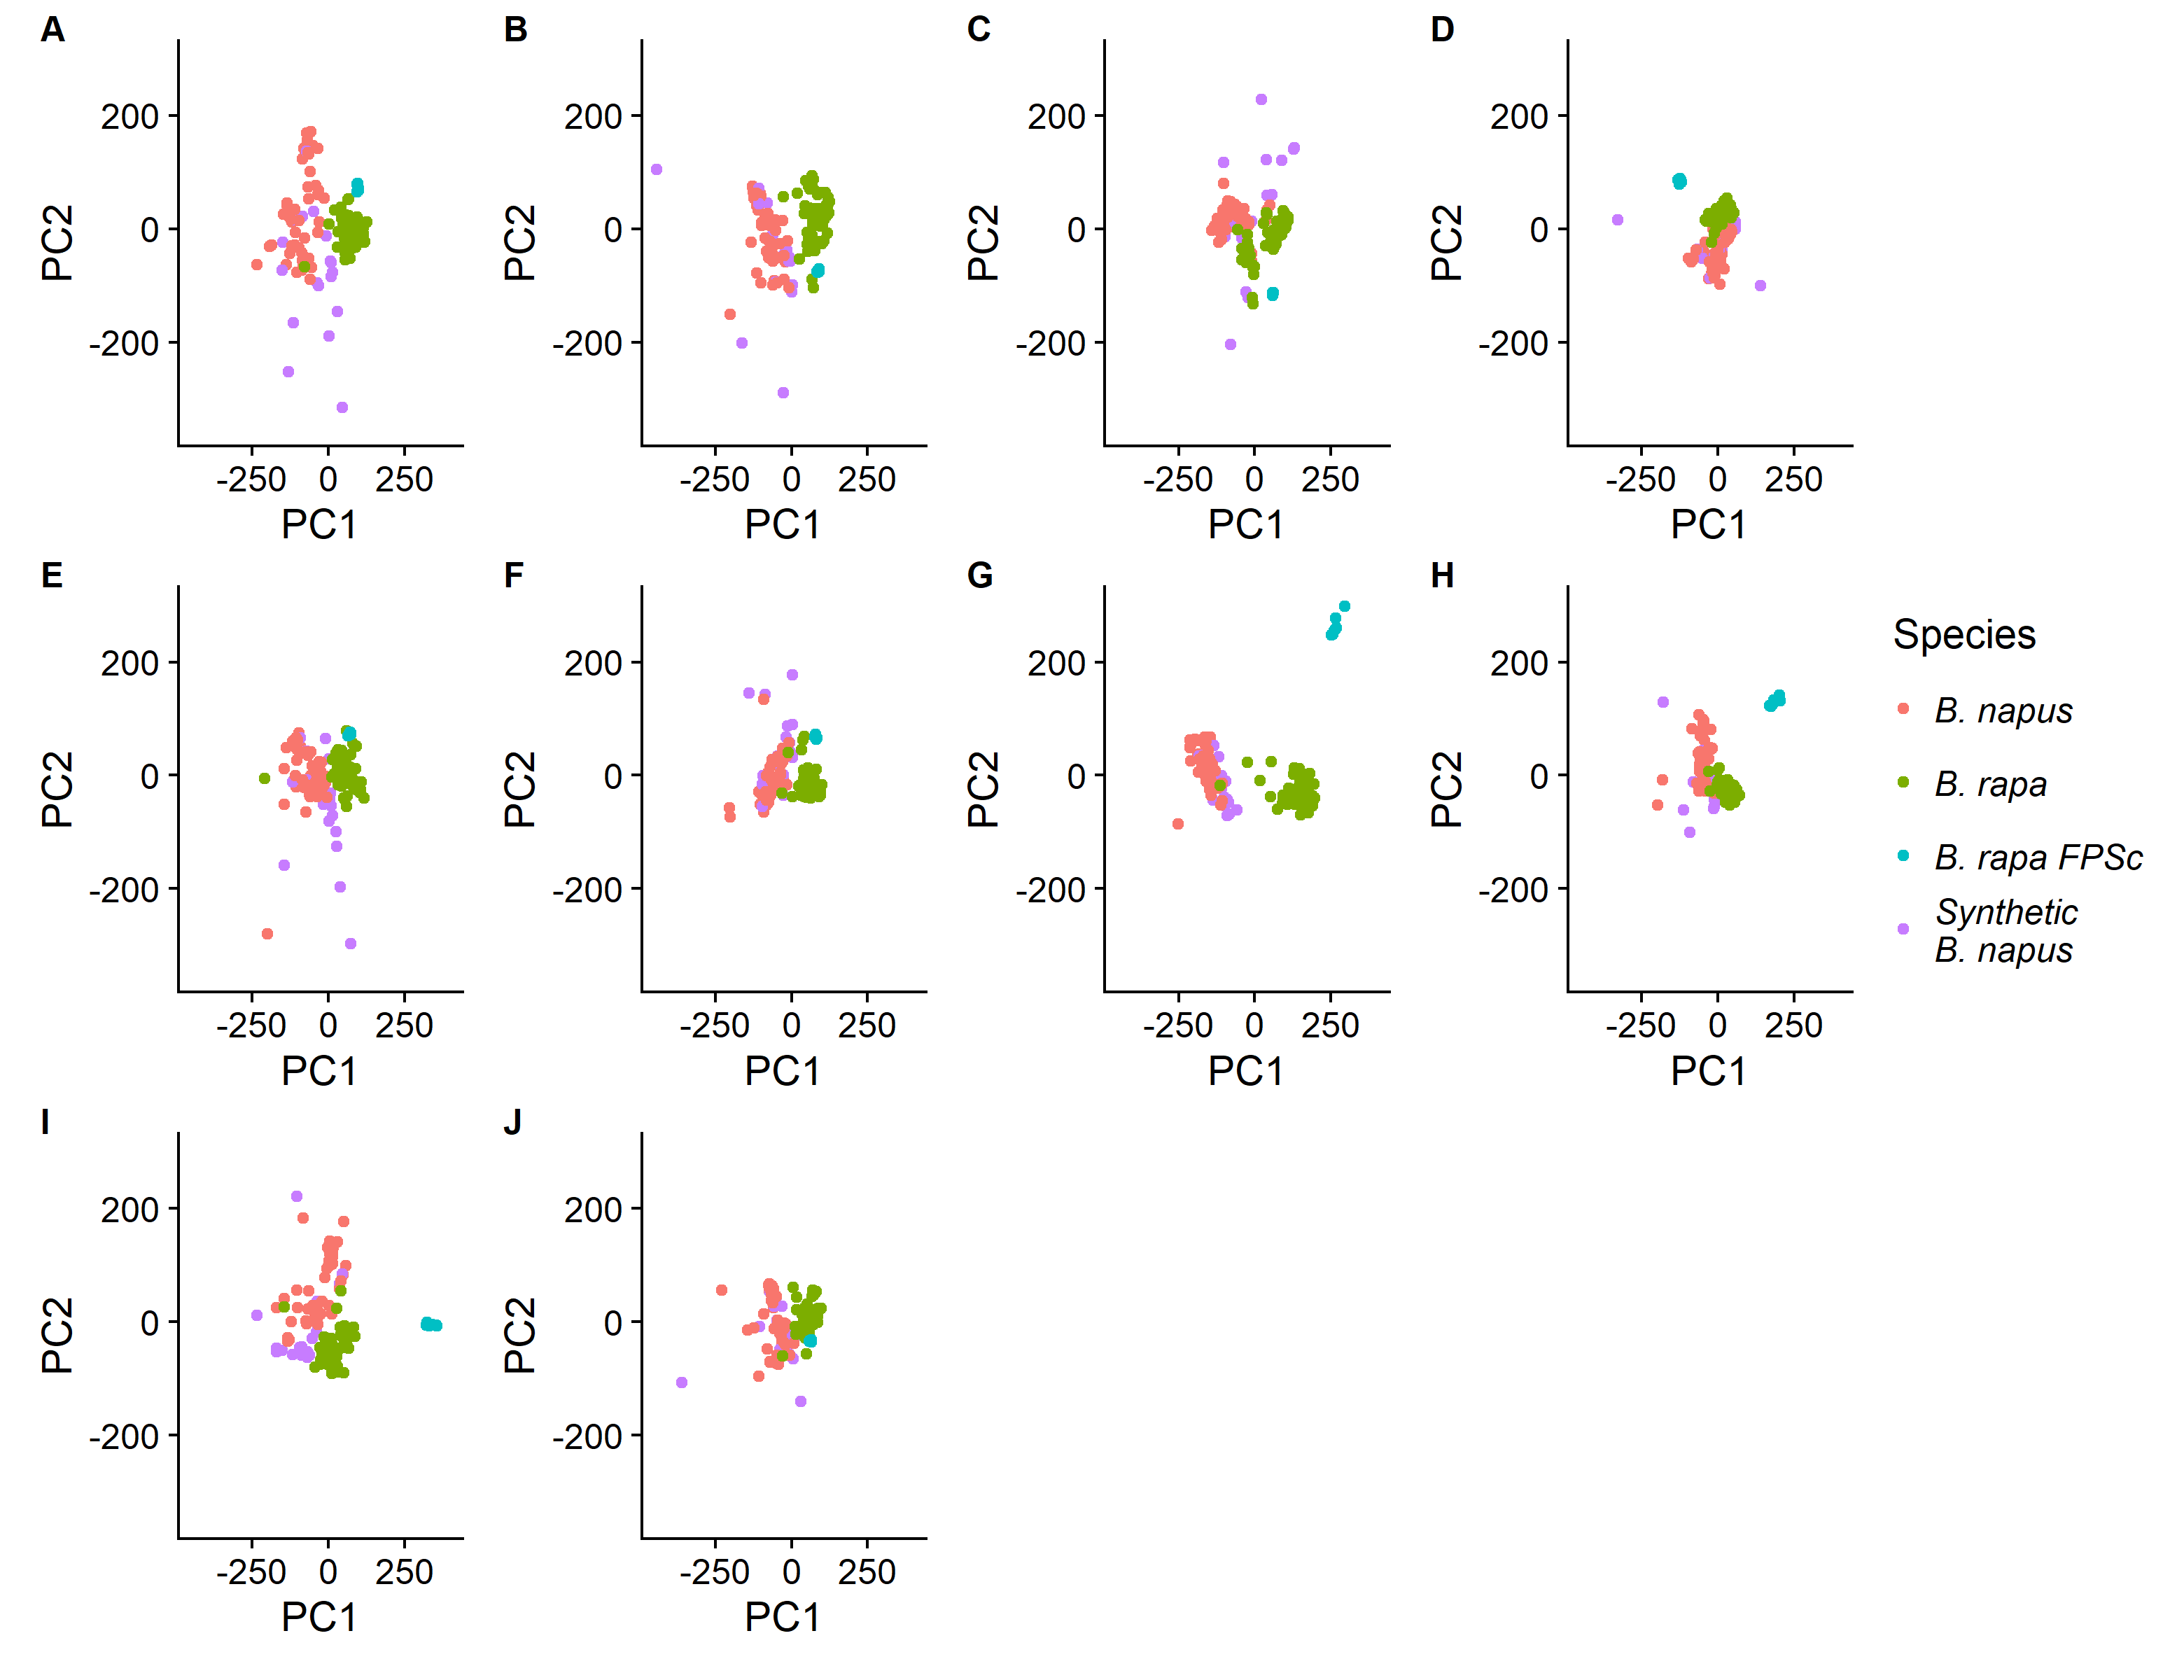 A B C D
200 200 200 200
PC2 PC2 PC2 PC2
0 0 0 0
-200 -200 -200 -200
-250 0 250 -250 0 250 -250 0 250 -250 0 250
PC1 PC1 PC1 PC1
E F G H
200 200 200 200
PC2 PC2 PC2 PC2
0 0 0 0
-200 -200 -200 -200
-250 0 250 -250 0 250 -250 0 250 -250 0 250
PC1 PC1 PC1 PC1
Species
B. napus
B. rapa
B. rapa FPSc
Synthetic
B. napus
I J
200 200
PC2 PC2
0 0
-200 -200
-250 0 250 -250 0 250
PC1 PC1